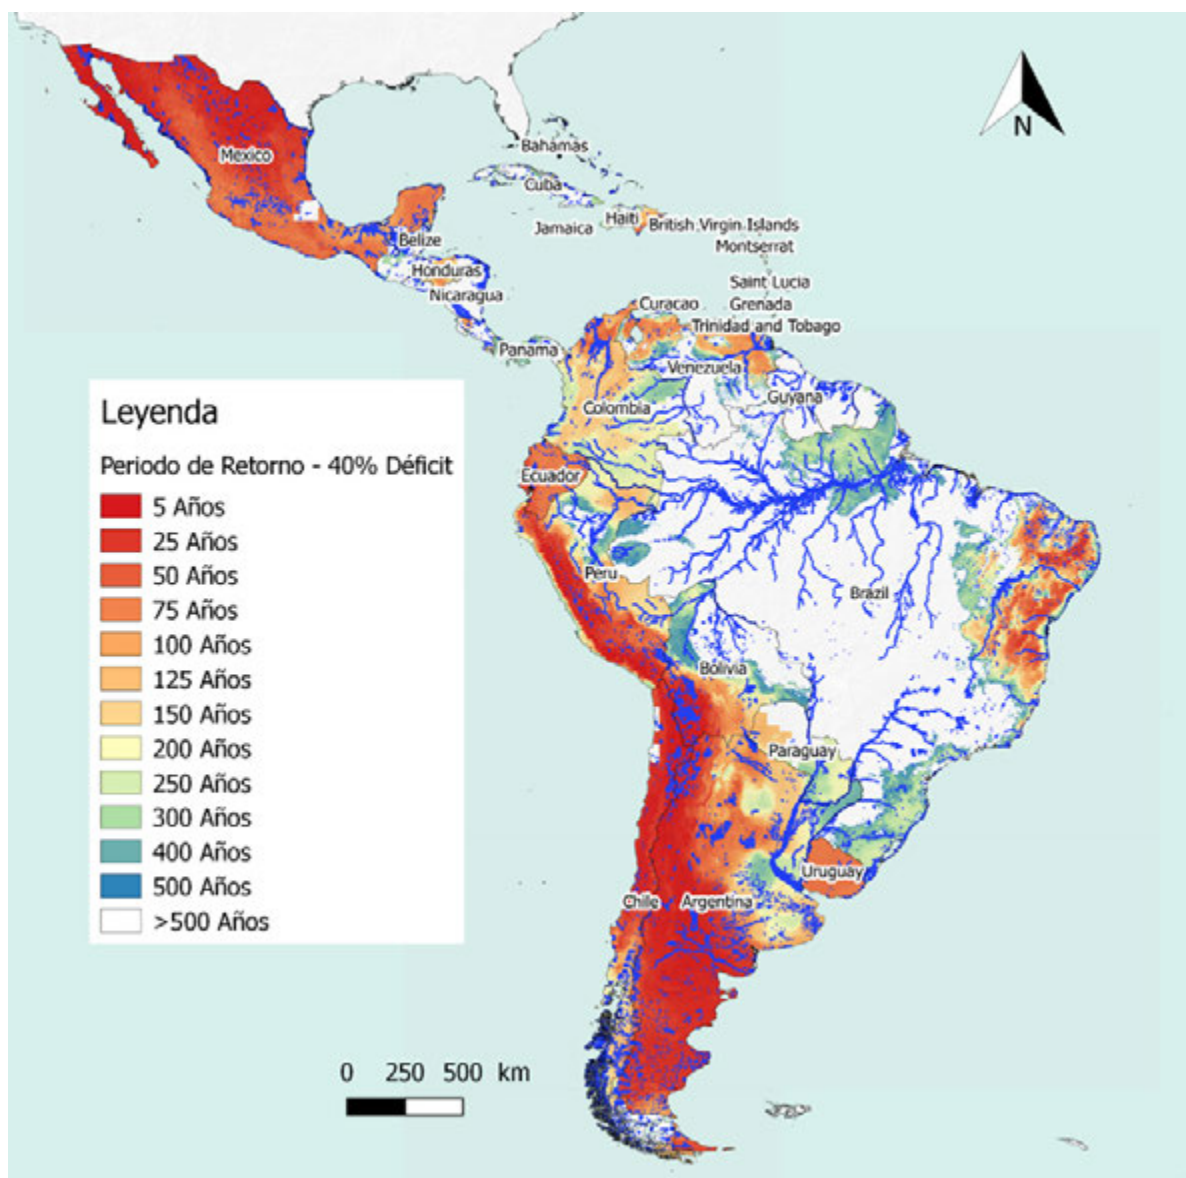 N
Bahamas
Mexico
Cuba
Haiti
British Virgin Islands
Jamaica
Belize
Montserrat
Honduras
Saint Lucia
Nicaragua
Curacao
Grenada
Trinidad and Tobago
Panama
Venezuela
Guyana
Colombia
Ecuador
Peru
Brazil
Bolivia
Paraguay
Uruguay
Chile
Argentina
Leyenda
Periodo de Retorno - 40% Déficit
5 Años
25 Años
50 Años
75 Años
100 Años
125 Años
150 Años
200 Años
250 Años
300 Años
400 Años
500 Años
>500 Años
0 250 500 km